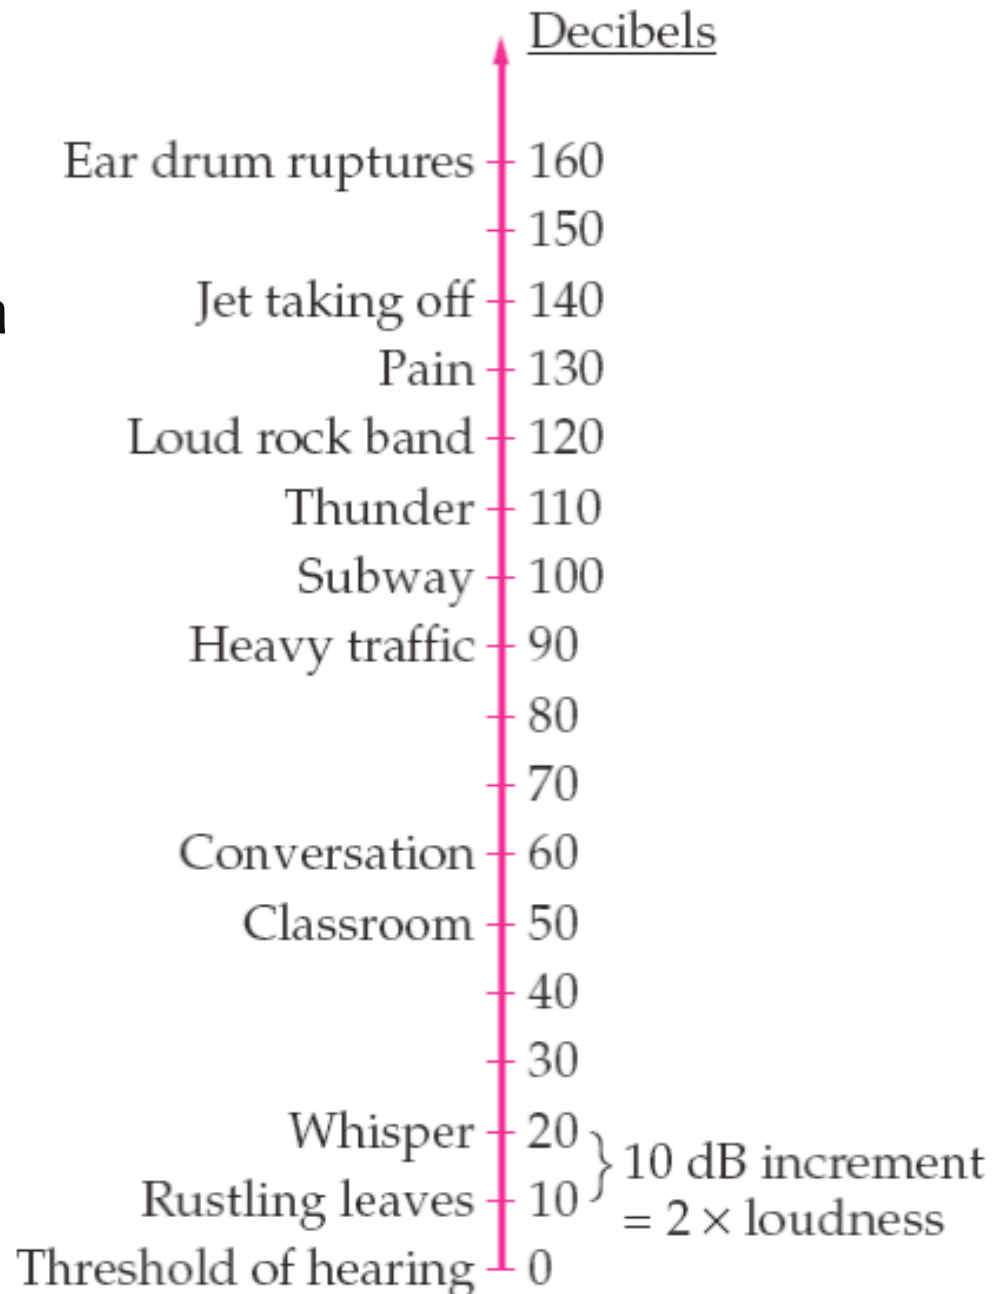 Decibels
Ear drum ruptures 160
150
Jet taking off 140
Pain 130
Loud rock band 120
Thunder 110
Subway 100
Heavy traffic 90
80
70
Conversation 60
Classroom 50
40
30
Whisper 20
10 dB increment
Rustling leaves 10
= 2 × loudness
Threshold of hearing 0